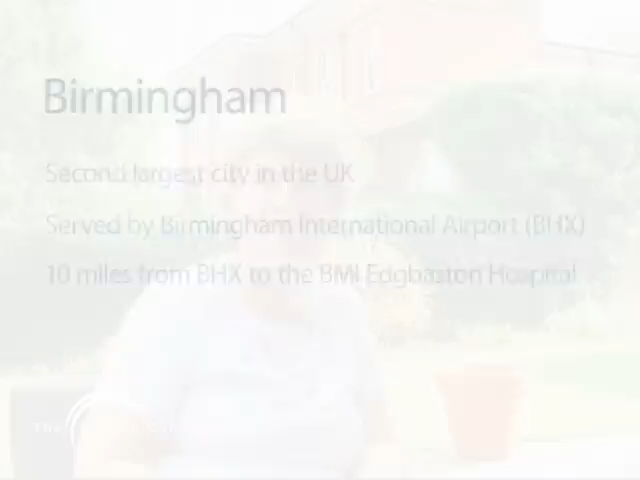 Birmingham
Second largest city in the UK
Served by Birmingham International Airport (BHX)
10 miles from BHX to the BMI Edgbaston Hospital
THE